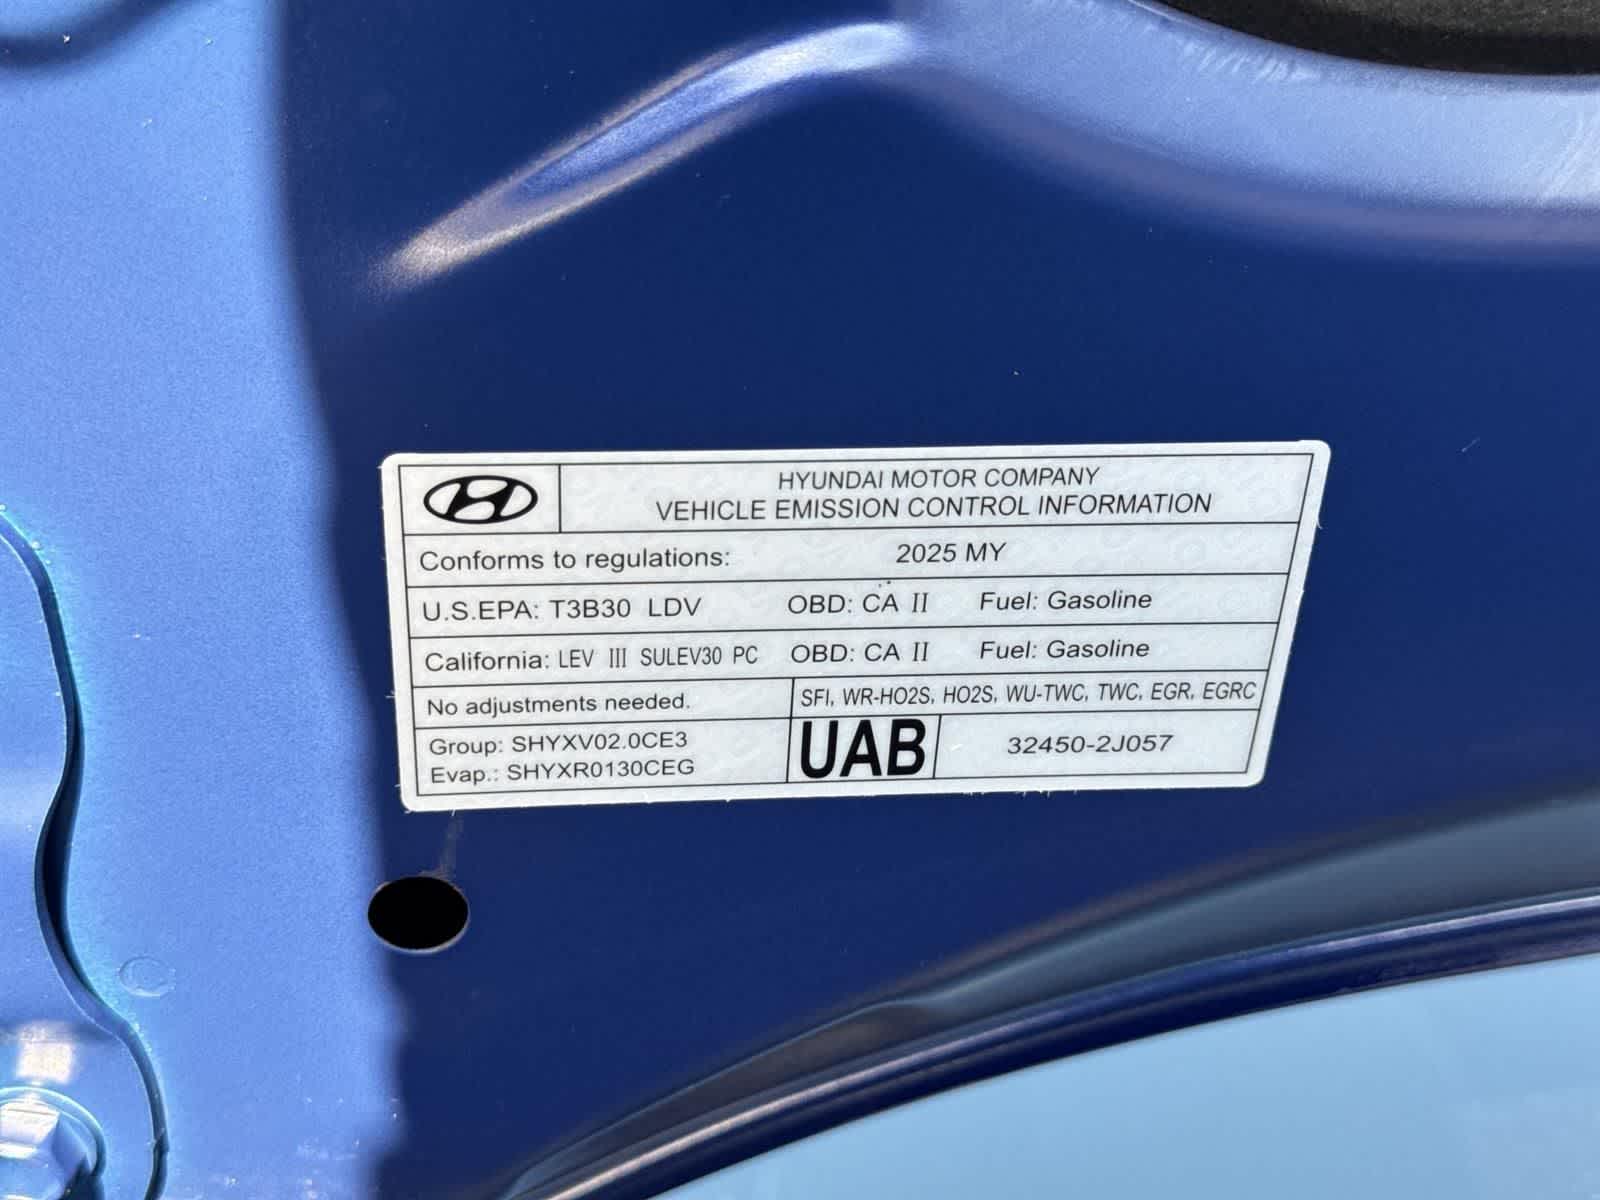 HYUNDAI MOTOR COMPANY
VEHICLE EMISSION CONTROL INFORMATION
Conforms to regulations: 2025 MY
U.S.EPA: T3B30 LDV OBD: CA II Fuel: Gasoline
California: LEV III SULEV30 PC OBD: CA II Fuel: Gasoline
No adjustments needed. SFI, WR-HO2S, HO2S, WU-TWC, TWC, EGR, EGRC
Group: SHYXV02.0CE3
Evap.: SHYXR0130CEG
UAB
32450-2J057